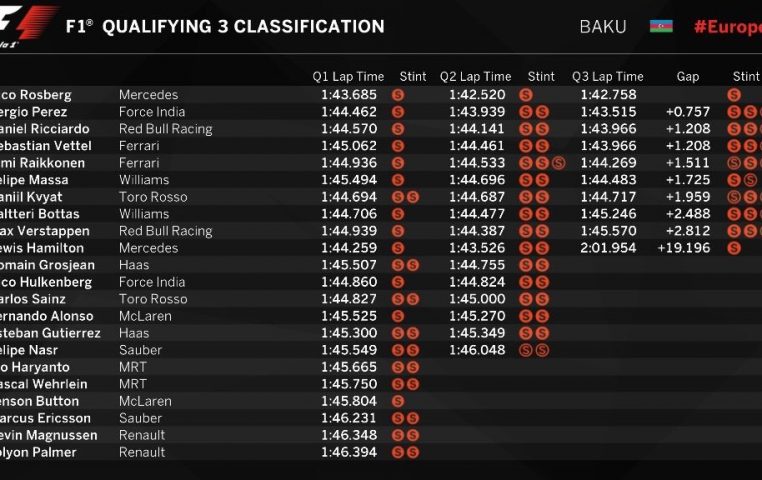 F1® QUALIFYING 3 CLASSIFICATION BAKU #Europe
Q1 Lap Time Stint Q2 Lap Time Stint Q3 Lap Time Gap Stint
ico Rosberg Mercedes 1:43.685 S 1:42.520 S 1:42.758 S
ergio Perez Force India 1:44.462 S 1:43.939 S S 1:43.515 +0.757 S S
aniel Ricciardo Red Bull Racing 1:44.570 S 1:44.141 S S 1:43.966 +1.208 S S
ebastian Vettel Ferrari 1:45.062 S 1:44.461 S S 1:43.966 +1.208 S S
imi Raikkonen Ferrari 1:44.936 S 1:44.533 S S S 1:44.269 +1.511 S S
elipe Massa Williams 1:45.494 S 1:44.696 S S 1:44.483 +1.725 S S
aniil Kvyat Toro Rosso 1:44.694 S S 1:44.687 S S 1:44.717 +1.959 S S
altteri Bottas Williams 1:44.706 S 1:44.477 S S 1:45.246 +2.488 S S
ax Verstappen Red Bull Racing 1:44.939 S 1:44.387 S S 1:45.570 +2.812 S S
ewis Hamilton Mercedes 1:44.259 S 1:43.526 S S 2:01.954 +19.196 S
omain Grosjean Haas 1:45.507 S S 1:44.755 S S
ico Hulkenberg Force India 1:44.860 S 1:44.824 S S
arlos Sainz Toro Rosso 1:44.827 S S 1:45.000 S S
ernando Alonso McLaren 1:45.525 S 1:45.270 S S
steban Gutierrez Haas 1:45.300 S S 1:45.349 S S
elipe Nasr Sauber 1:45.549 S S 1:46.048 S S
io Haryanto MRT 1:45.665 S S
ascal Wehrlein MRT 1:45.750 S S
enson Button McLaren 1:45.804 S
arcus Ericsson Sauber 1:46.231 S S
evin Magnussen Renault 1:46.348 S S
olyon Palmer Renault 1:46.394 S S